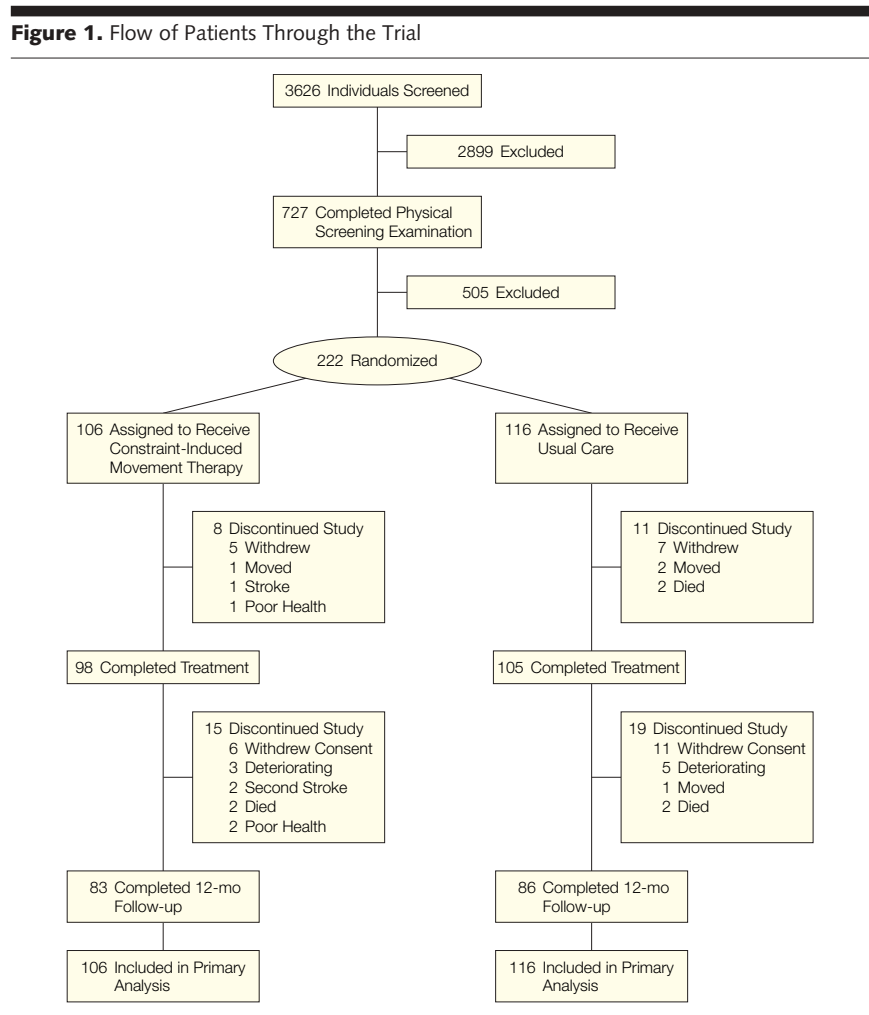 Figure 1. Flow of Patients Through the Trial
3626 Individuals Screened
2899 Excluded
727 Completed Physical
Screening Examination
505 Excluded
222 Randomized
106 Assigned to Receive
Constraint-Induced
Movement Therapy
116 Assigned to Receive
Usual Care
8 Discontinued Study
5 Withdrew
1 Moved
1 Stroke
1 Poor Health
11 Discontinued Study
7 Withdrew
2 Moved
2 Died
98 Completed Treatment
105 Completed Treatment
15 Discontinued Study
6 Withdrew Consent
3 Deteriorating
2 Second Stroke
2 Died
2 Poor Health
19 Discontinued Study
11 Withdrew Consent
5 Deteriorating
1 Moved
2 Died
83 Completed 12-mo
Follow-up
86 Completed 12-mo
Follow-up
106 Included in Primary
Analysis
116 Included in Primary
Analysis